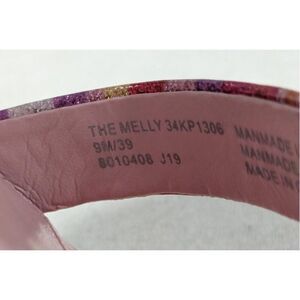 THE MELLY 34KP1306
9M/39
8010408 J19
MANMADE
MANMADE
MADE IN